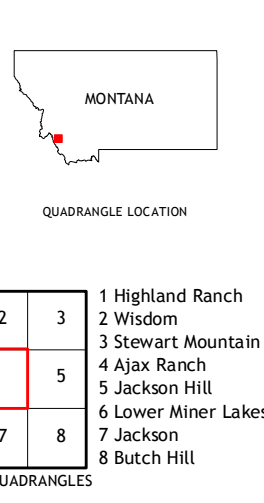 MONTANA
QUADRANGLE LOCATION
2 3
5
7 8
1 Highland Ranch
2 Wisdom
3 Stewart Mountain
4 Ajax Ranch
5 Jackson Hill
6 Lower Miner Lakes
7 Jackson
8 Butch Hill
QUADRANGLES